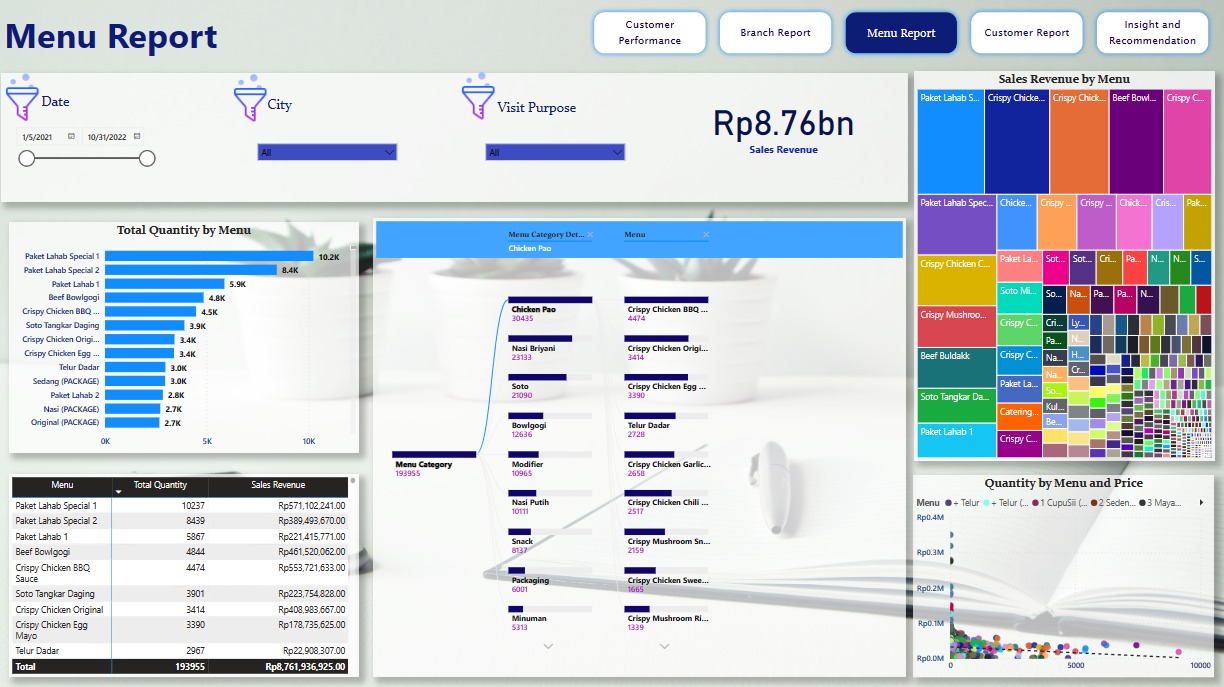 Menu Report
Customer
Performance
Branch Report
Menu Report
Customer Report
Insight and
Recommendation
Date
1/5/2021
10/31/2022
City
All
Visit Purpose
All
Rp8.76bn
Sales Revenue
Sales Revenue by Menu
Paket Lahab S...
Crispy Chicke...
Crispy Chick...
Beef Bowl...
Crispy C...
Paket Lahab Spec...
Chicke...
Crispy ...
Crispy ...
Chick...
Cris...
Pak...
Crispy Chicken C...
Paket La...
Sot...
Sot...
Cri...
Pa...
N...
N...
S...
Soto Mi...
So...
Na...
Pa...
Pa...
N...
Crispy Mushroo...
Crispy C...
Cri...
Ly...
Pa...
N...
Beef Buldakk
Crispy C...
Na...
H...
Na...
Cr...
Paket La...
So...
Soto Tangkar Da...
Catering...
Kul...
Be...
Paket Lahab 1
Crispy C...
Total Quantity by Menu
Paket Lahab Special 1 10.2K
Paket Lahab Special 2 8.4K
Paket Lahab 1 5.9K
Beef Bowlgogi 4.8K
Crispy Chicken BBQ ... 4.5K
Soto Tangkar Daging 3.9K
Crispy Chicken Origi... 3.4K
Crispy Chicken Egg ... 3.4K
Telur Dadar 3.0K
Sedang (PACKAGE) 3.0K
Paket Lahab 2 2.8K
Nasi (PACKAGE) 2.7K
Original (PACKAGE) 2.7K
0K 5K 10K
Menu Category Det...
Chicken Pao
Menu
Menu Category
193955
Chicken Pao
30435
Nasi Briyani
23133
Soto
21090
Bowlgogi
12636
Modifier
10965
Nasi Putih
10111
Snack
8137
Packaging
6001
Minuman
5313
Crispy Chicken BBQ ...
4474
Crispy Chicken Origi...
3414
Crispy Chicken Egg ...
3390
Telur Dadar
2728
Crispy Chicken Garlic...
2658
Crispy Chicken Chili ...
2517
Crispy Mushroom Sn...
2159
Crispy Chicken Swee...
1665
Crispy Mushroom Ri...
1339
Menu Total Quantity Sales Revenue
Paket Lahab Special 1 10237 Rp571,102,241.00
Paket Lahab Special 2 8439 Rp389,493,670.00
Paket Lahab 1 5867 Rp221,415,771.00
Beef Bowlgogi 4844 Rp461,520,062.00
Crispy Chicken BBQ 4474 Rp553,721,633.00
Sauce
Soto Tangkar Daging 3901 Rp223,754,828.00
Crispy Chicken Original 3414 Rp408,983,667.00
Crispy Chicken Egg 3390 Rp178,735,625.00
Mayo
Telur Dadar 2967 Rp22,908,307.00
Total 193955 Rp8,761,936,925.00
Quantity by Menu and Price
Menu + Telur + Telur (... 1 CupuSii (... 2 Seden... 3 Maya...
Rp0.4M
Rp0.3M
Rp0.2M
Rp0.1M
Rp0.0M
0 5000 10000